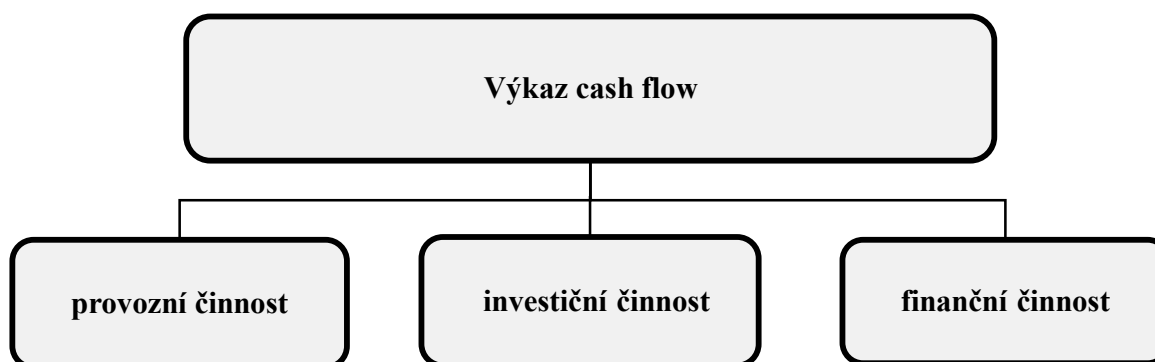 Výkaz cash flow
provozní činnost
investiční činnost
finanční činnost